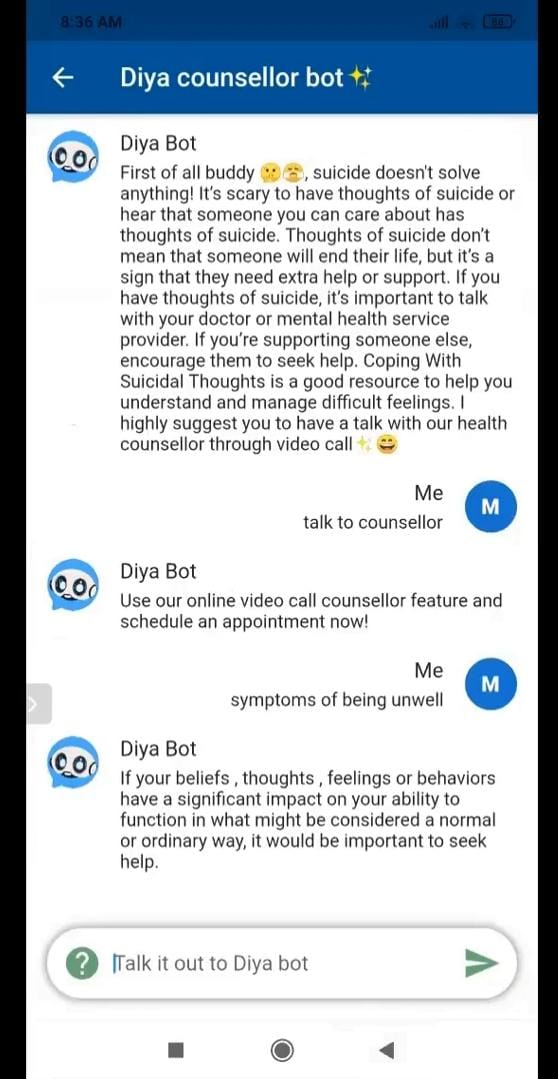 8:36 AM
Diya counsellor bot✨
Diya Bot
First of all buddy 🤨😤, suicide doesn't solve
anything! It's scary to have thoughts of suicide or
hear that someone you can care about has
thoughts of suicide. Thoughts of suicide don't
mean that someone will end their life, but it's a
sign that they need extra help or support. If you
have thoughts of suicide, it's important to talk
with your doctor or mental health service
provider. If you're supporting someone else,
encourage them to seek help. Coping With
Suicidal Thoughts is a good resource to help you
understand and manage difficult feelings. I
highly suggest you to have a talk with our health
counsellor through video call✨😄
Me
M
talk to counsellor
Diya Bot
Use our online video call counsellor feature and
schedule an appointment now!
Me
M
symptoms of being unwell
Diya Bot
If your beliefs , thoughts , feelings or behaviors
have a significant impact on your ability to
function in what might be considered a normal
or ordinary way, it would be important to seek
help.
? Talk it out to Diya bot